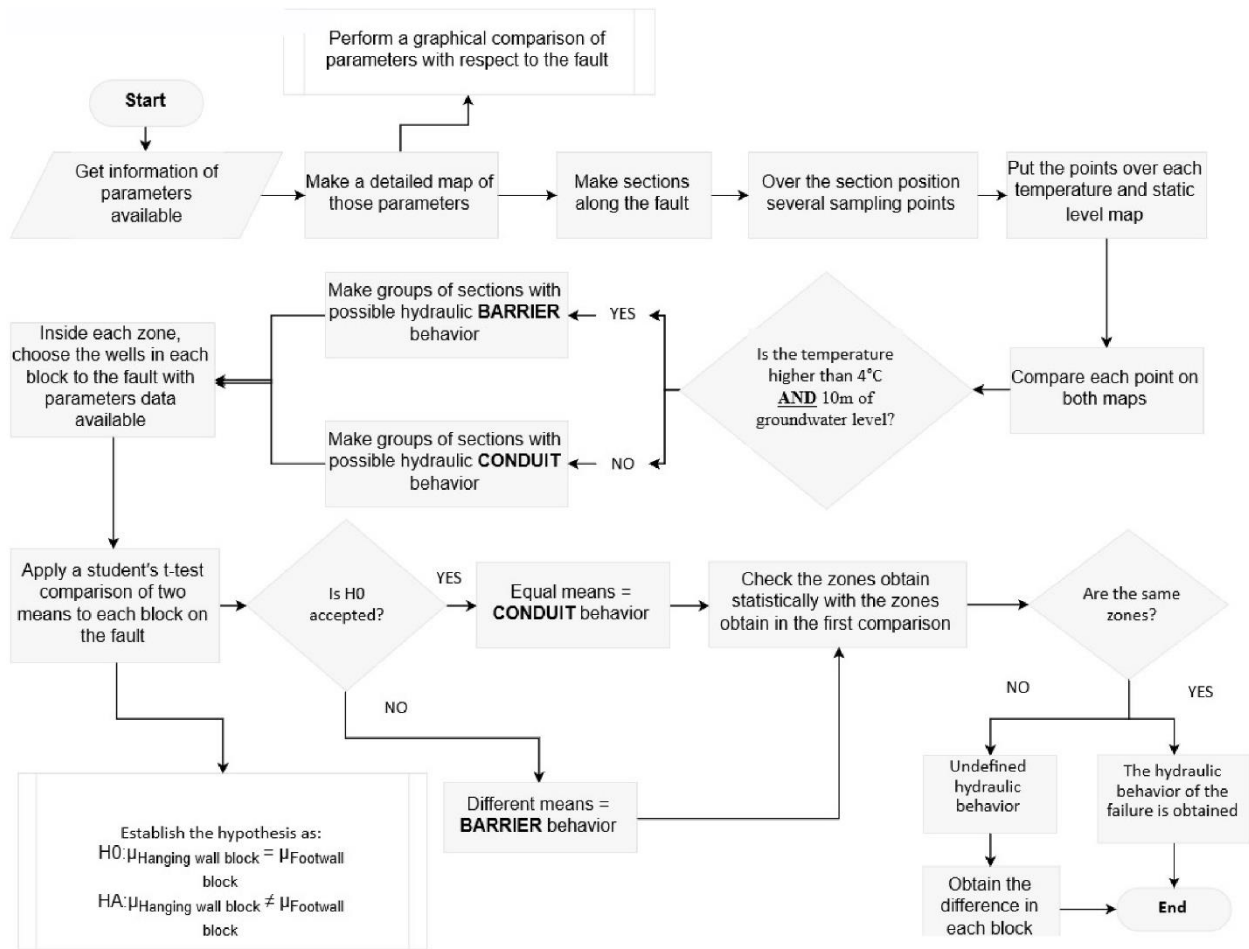 Perform a graphical comparison of
parameters with respect to the fault
Start
Get information of
parameters
available
Make a detailed map of
those parameters
Make sections
along the fault
Over the section position
several sampling points
Put the points over each
temperature and static
level map
Make groups of sections with
possible hydraulic BARRIER
behavior
YES
Inside each zone,
choose the wells in each
block to the fault with
parameters data
available
Is the temperature
higher than 4°C
AND 10m of
groundwater level?
Compare each point on
both maps
Make groups of sections with
possible hydraulic CONDUIT
behavior
NO
Apply a student's t-test
comparison of two
means to each block on
the fault
Is H0
accepted?
YES
Equal means =
CONDUIT behavior
Check the zones obtain
statistically with the zones
obtain in the first comparison
Are the same
zones?
NO
NO
YES
Different means =
BARRIER behavior
Undefined
hydraulic
behavior
The hydraulic
behavior of the
failure is obtained
Establish the hypothesis as:
H0:μHanging wall block = μFootwall
block
HA:μHanging wall block ≠ μFootwall
block
Obtain the
difference in
each block
End